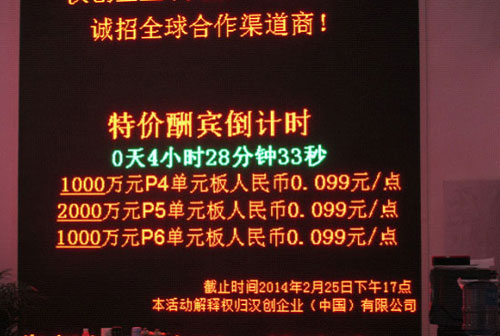 诚招全球合作渠道商!
特价酬宾倒计时
0天4小时28分钟33秒
1000万元P4单元板人民币0.099元/点
2000万元P5单元板人民币0.099元/点
1000万元P6单元板人民币0.099元/点
截止时间2014年2月25日下午17点
本活动解释权归汉创企业（中国）有限公司